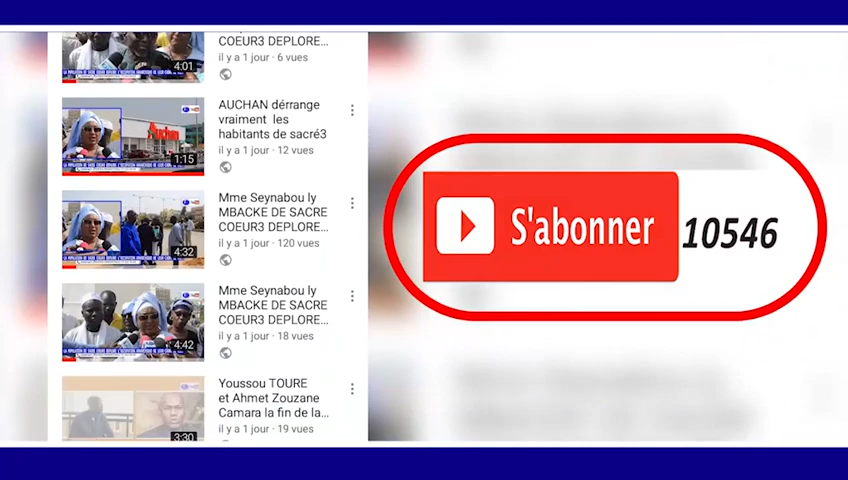 COEUR3 DEPLORE...
il y a 1 jour · 6 vues
4:01
AUCHAN dérrange
vraiment les
habitants de sacré3
il y a 1 jour · 12 vues
Auchan
1:15
Mme Seynabou ly
MBACKE DE SACRE
COEUR3 DEPLORE...
il y a 1 jour · 120 vues
4:32
Mme Seynabou ly
MBACKE DE SACRE
COEUR3 DEPLORE...
il y a 1 jour · 18 vues
4:42
Youssou TOURE
et Ahmet Zouzane
Camara la fin de la...
il y a 1 jour · 19 vues
3:30
S'abonner 10546